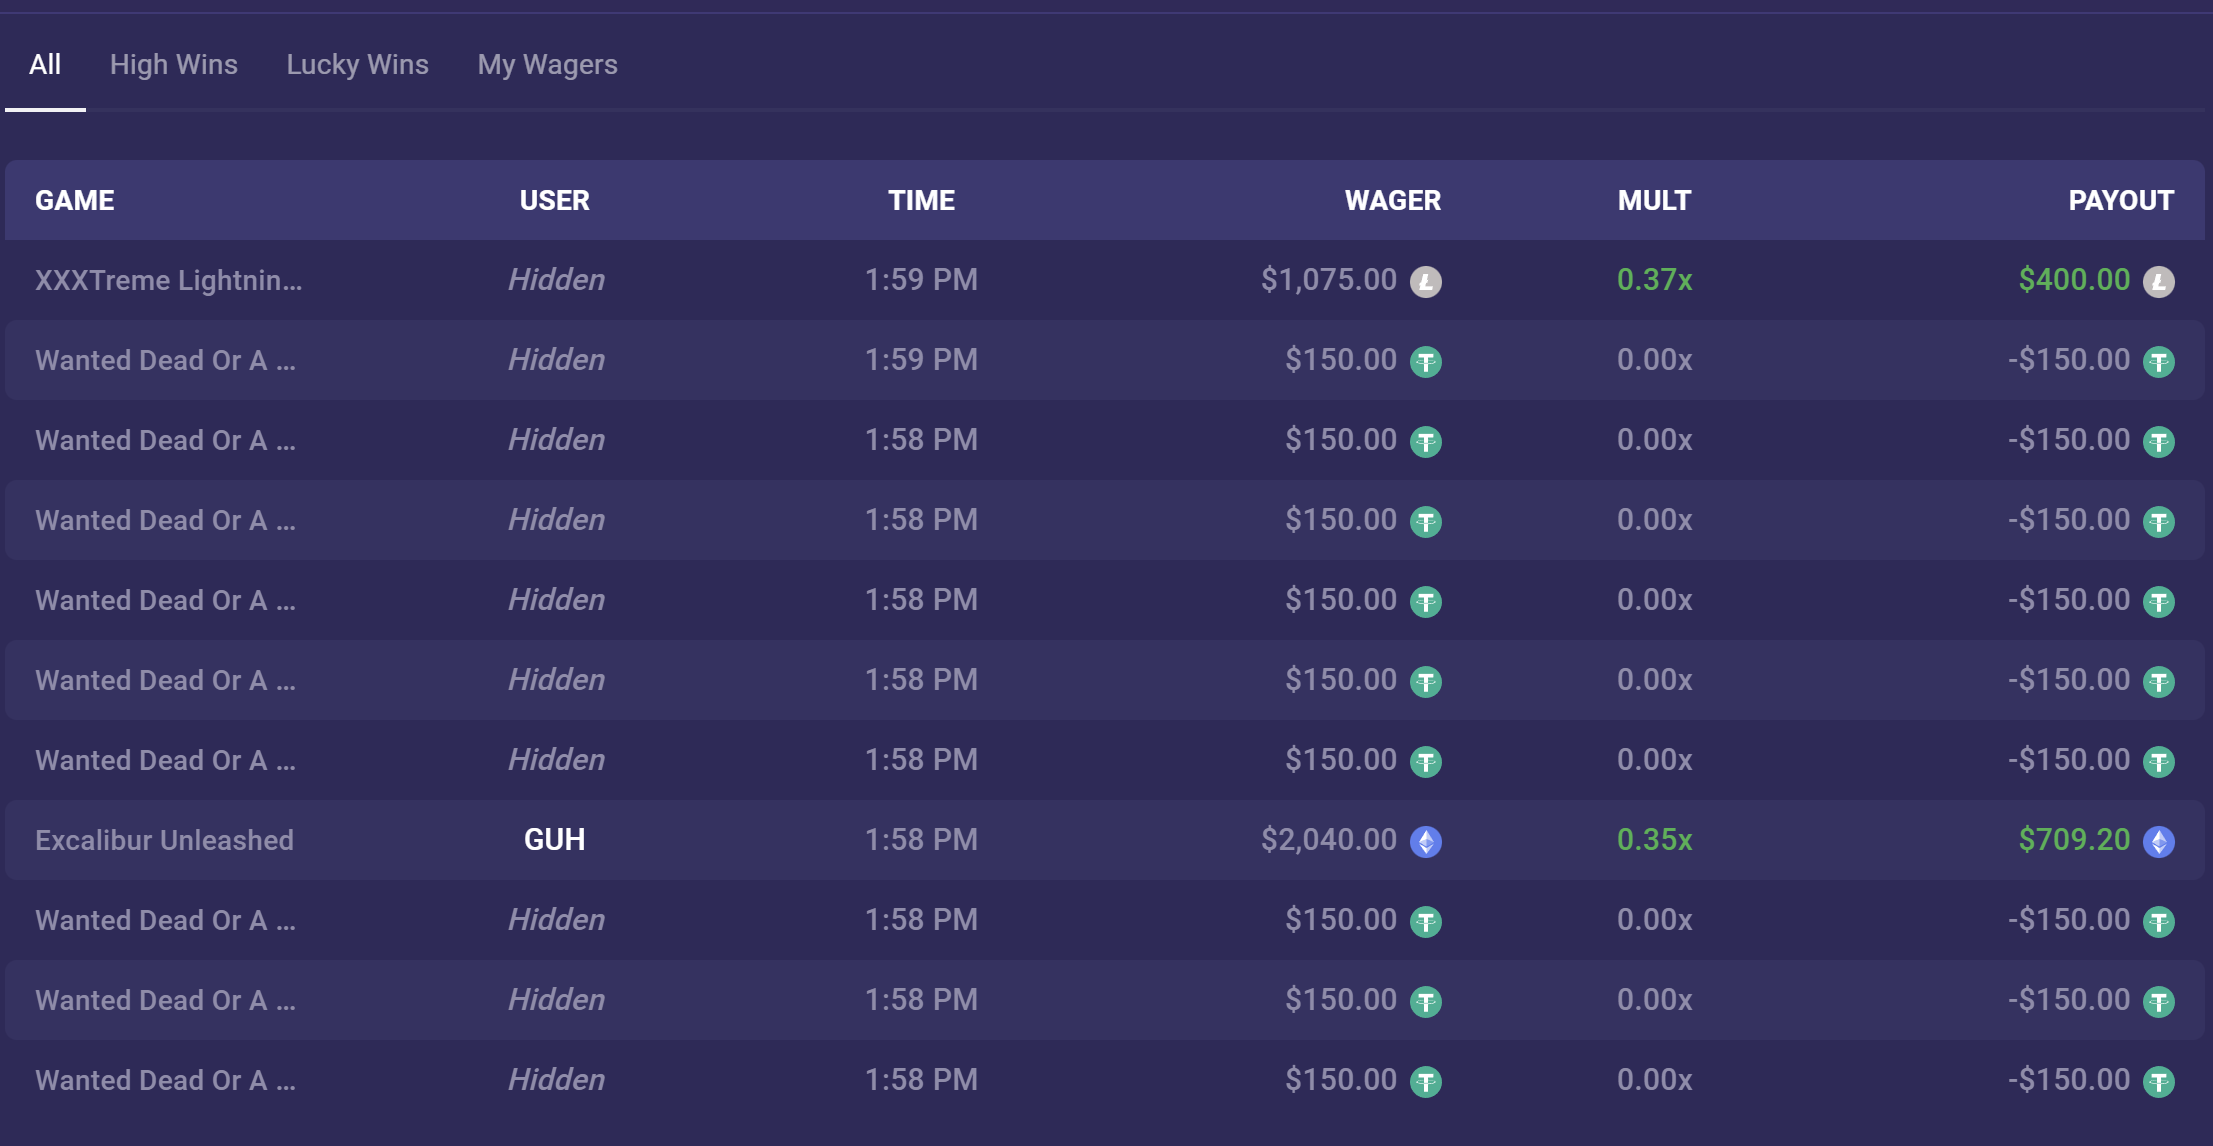 All High Wins Lucky Wins My Wagers
GAME USER TIME WAGER MULT PAYOUT
XXXTreme Lightnin... Hidden 1:59 PM $1,075.00 0.37x $400.00
Wanted Dead Or A ... Hidden 1:59 PM $150.00 0.00x -$150.00
Wanted Dead Or A ... Hidden 1:58 PM $150.00 0.00x -$150.00
Wanted Dead Or A ... Hidden 1:58 PM $150.00 0.00x -$150.00
Wanted Dead Or A ... Hidden 1:58 PM $150.00 0.00x -$150.00
Wanted Dead Or A ... Hidden 1:58 PM $150.00 0.00x -$150.00
Wanted Dead Or A ... Hidden 1:58 PM $150.00 0.00x -$150.00
Excalibur Unleashed GUH 1:58 PM $2,040.00 0.35x $709.20
Wanted Dead Or A ... Hidden 1:58 PM $150.00 0.00x -$150.00
Wanted Dead Or A ... Hidden 1:58 PM $150.00 0.00x -$150.00
Wanted Dead Or A ... Hidden 1:58 PM $150.00 0.00x -$150.00